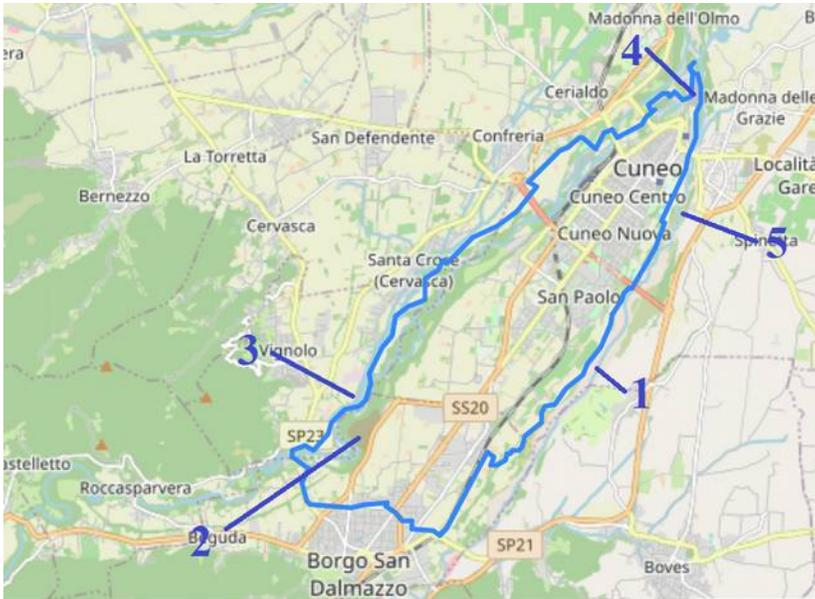 Madonna dell'Olmo
B
4
era
Cerialdo
Madonna delle
Grazie
San Defendente
Confreria
La Torretta
Cuneo
Località
Gare
Bernezzo
Cuneo Centro
Cervasca
Cuneo Nuova
Spinetta
5
Santa Croce
(Cervasca)
San Paolo
3
Vignolo
1
SS20
SP23
astelletto
Roccasparvera
2
Beguda
SP21
Borgo San
Dalmazzo
Boves